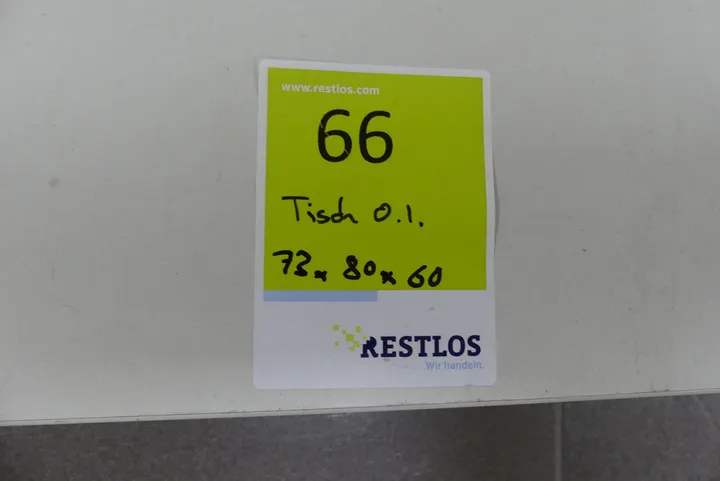 www.restlos.com
66
Tisch O.I.
73 x 80 x 60
RESTLOS
Wir handeln.